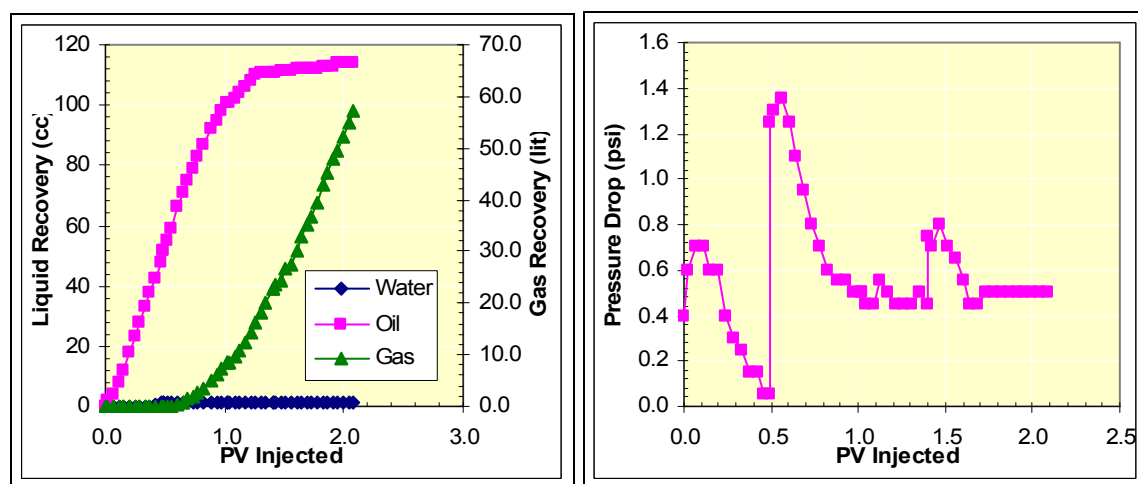 120
100
80
60
40
20
0
Liquid Recovery (cc)
70.0
60.0
50.0
40.0
30.0
20.0
10.0
0.0
Gas Recovery (lit)
Water
Oil
Gas
0.0 1.0 2.0 3.0
PV Injected
1.6
1.4
1.2
1.0
0.8
0.6
0.4
0.2
0.0
Pressure Drop (psi)
0.0 0.5 1.0 1.5 2.0 2.5
PV Injected